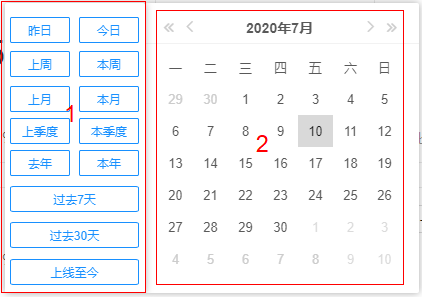 昨日 今日
上周 本周
上月 本月
1
上季度 本季度
去年 本年
过去7天
过去30天
上线至今
« ‹ 2020年7月 › »
一 二 三 四 五 六 日
29 30 1 2 3 4 5
6 7 8 9 10 11 12
2
13 14 15 16 17 18 19
20 21 22 23 24 25 26
27 28 29 30 1 2 3
4 5 6 7 8 9 10